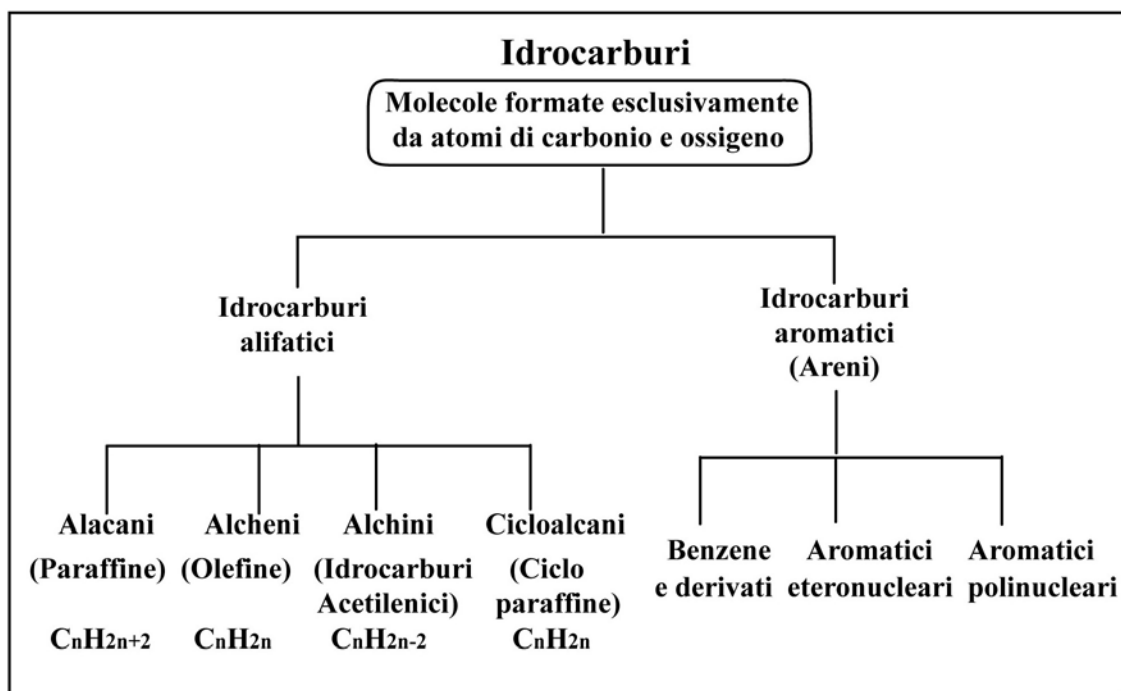 Idrocarburi
Molecole formate esclusivamente
da atomi di carbonio e ossigeno
Idrocarburi
alifatici
Idrocarburi
aromatici
(Areni)
Alacani
(Paraffine)
CnH2n+2
Alcheni
(Olefine)
CnH2n
Alchini
(Idrocarburi
Acetilenici)
CnH2n-2
Cicloalcani
(Ciclo
paraffine)
CnH2n
Benzene
e derivati
Aromatici
eteronucleari
Aromatici
polinucleari